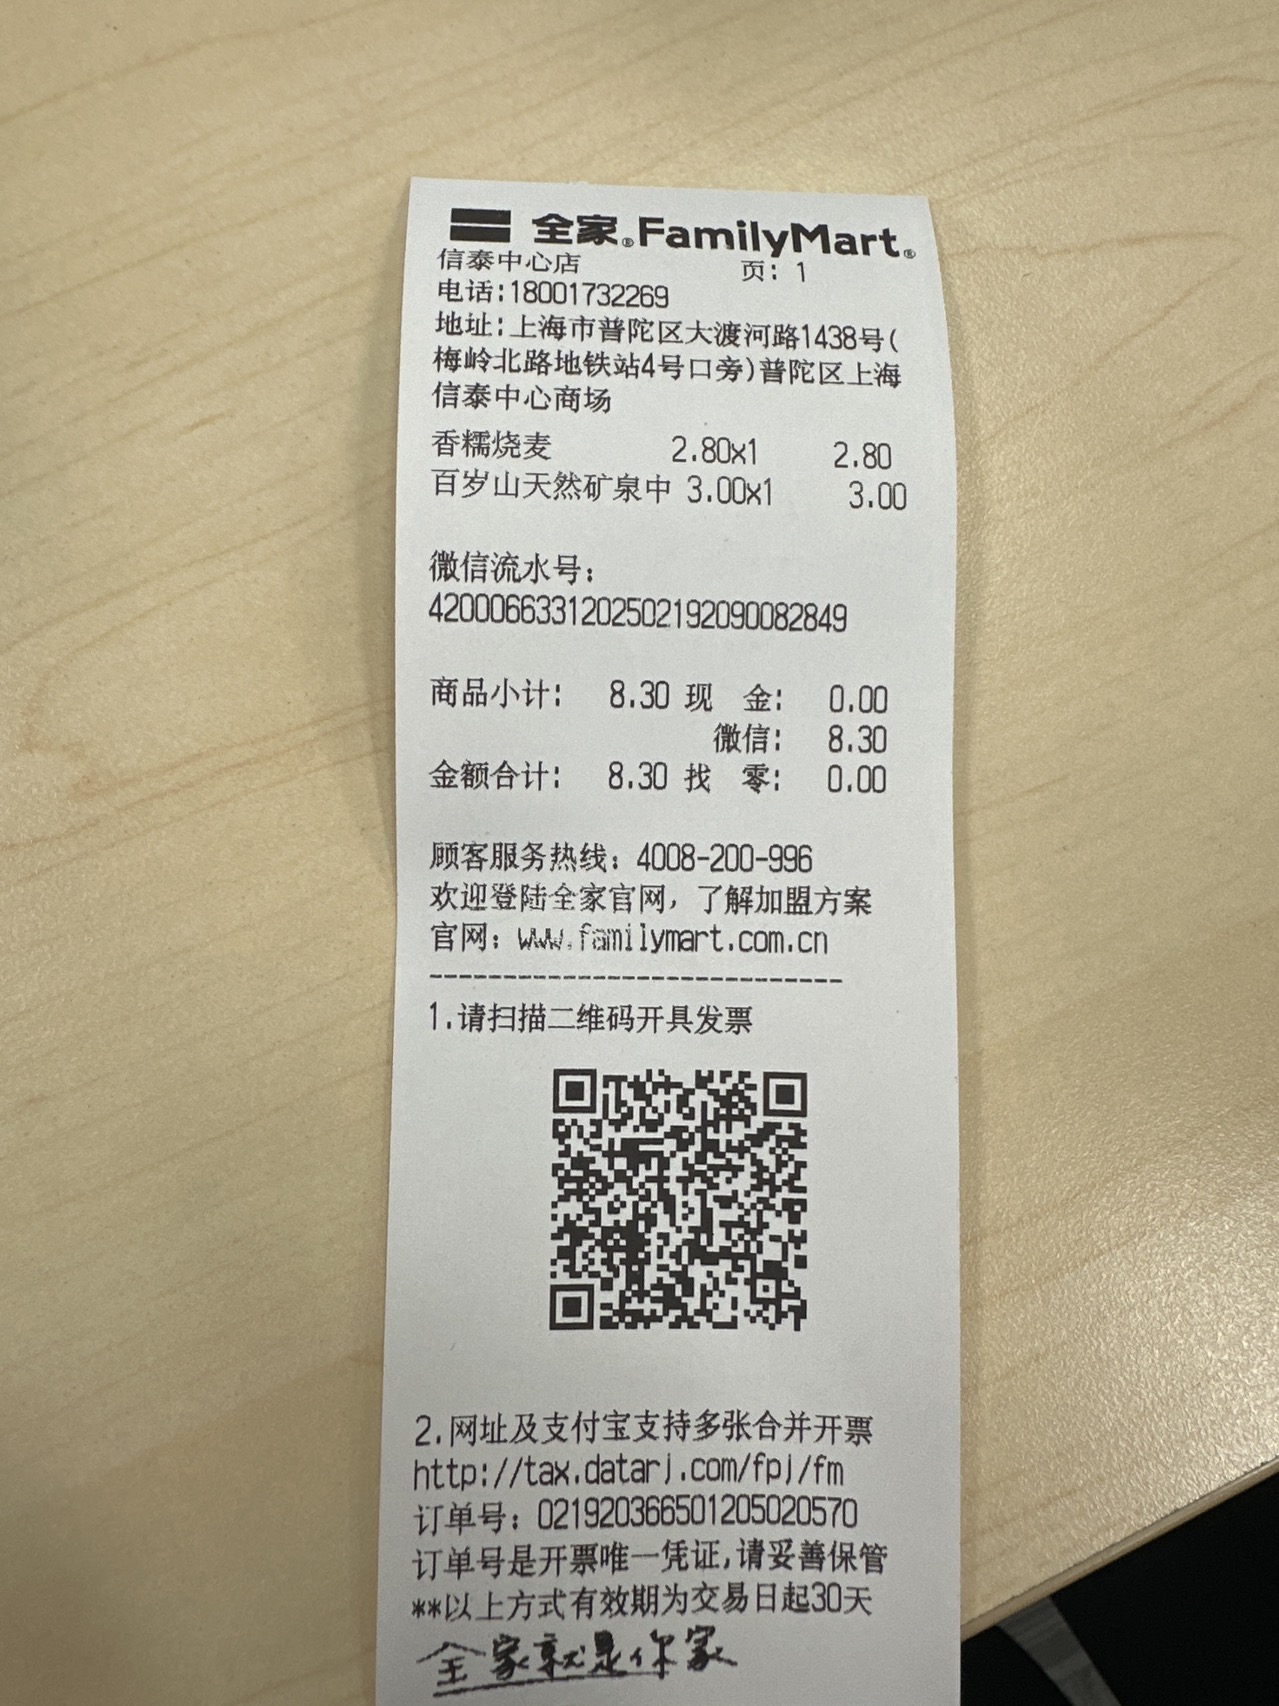 全家®FamilyMart®
信泰中心店 页: 1
电话:18001732269
地址:上海市普陀区大渡河路1438号(
梅岭北路地铁站4号口旁)普陀区上海
信泰中心商场
香糯烧麦 2.80x1 2.80
百岁山天然矿泉中 3.00x1 3.00
微信流水号:
4200066331202502192090082849
商品小计: 8.30 现 金: 0.00
微信: 8.30
金额合计: 8.30 找 零: 0.00
顾客服务热线: 4008-200-996
欢迎登陆全家官网, 了解加盟方案
官网: www.familymart.com.cn
--------------------------------
1.请扫描二维码开具发票
2.网址及支付宝支持多张合并开票
http://tax.datarj.com/fpj/fm
订单号: 021920366501205020570
订单号是开票唯一凭证,请妥善保管
**以上方式有效期为交易日起30天
全家就是你家